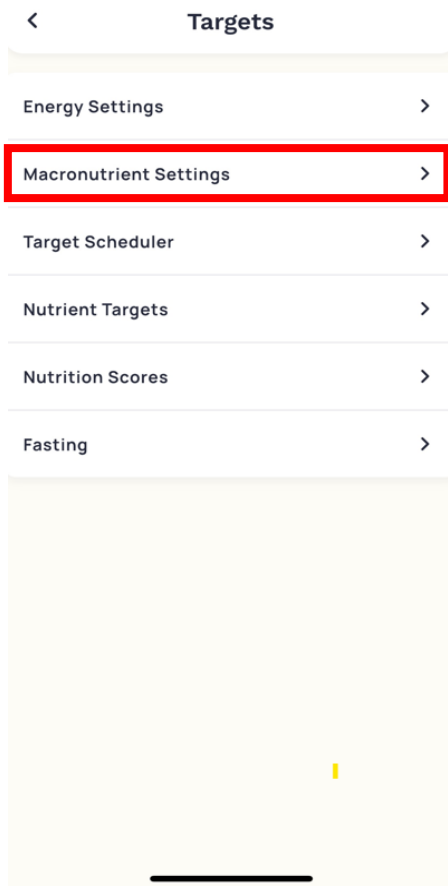 Targets
Energy Settings
Macronutrient Settings
Target Scheduler
Nutrient Targets
Nutrition Scores
Fasting